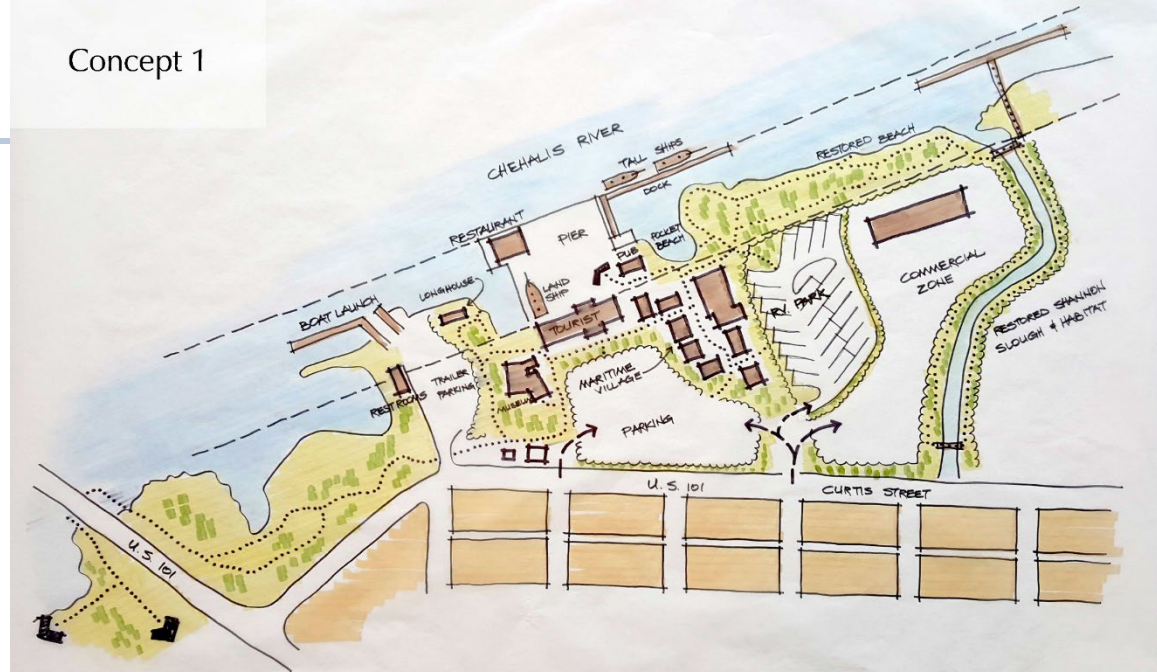 Concept 1
CHEHALIS RIVER
TALL SHIPS
DOCK
RESTORED BEACH
RESTAURANT
PIER
PUB
POCKET
BEACH
LONGHOUSE
LAND
SHIP
BOAT LAUNCH
TOURIST
RV. PARK
COMMERCIAL
ZONE
RESTORED SHANNON
SLOUGH & HABITAT
TRAILER
PARKING
RESTROOMS
MUSEUM
MARITIME
VILLAGE
PARKING
U.S. 101
CURTIS STREET
U.S. 101